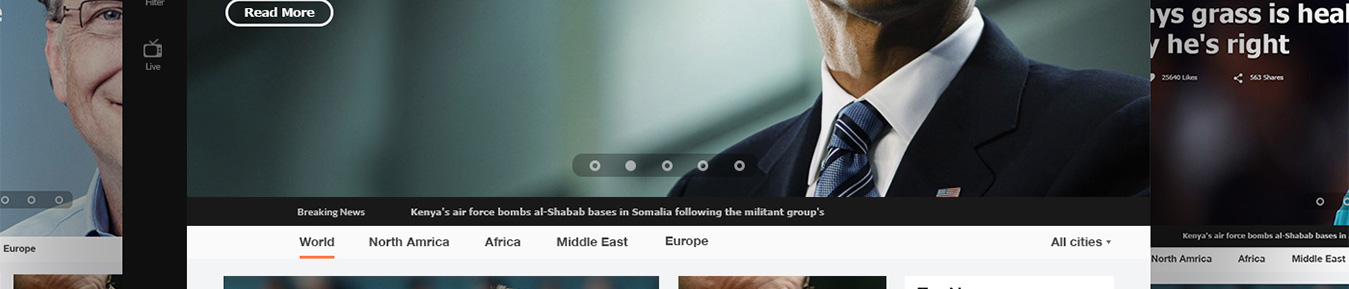 Filter
Live
Read More
Breaking News
Kenya's air force bombs al-Shabab bases in Somalia following the militant group's
World
North Amrica
Africa
Middle East
Europe
All cities
Europe
ays grass is heal
y he's right
25640 Likes
563 Shares
Kenya's air force bombs al-Shabab bases in
North Amrica
Africa
Middle East